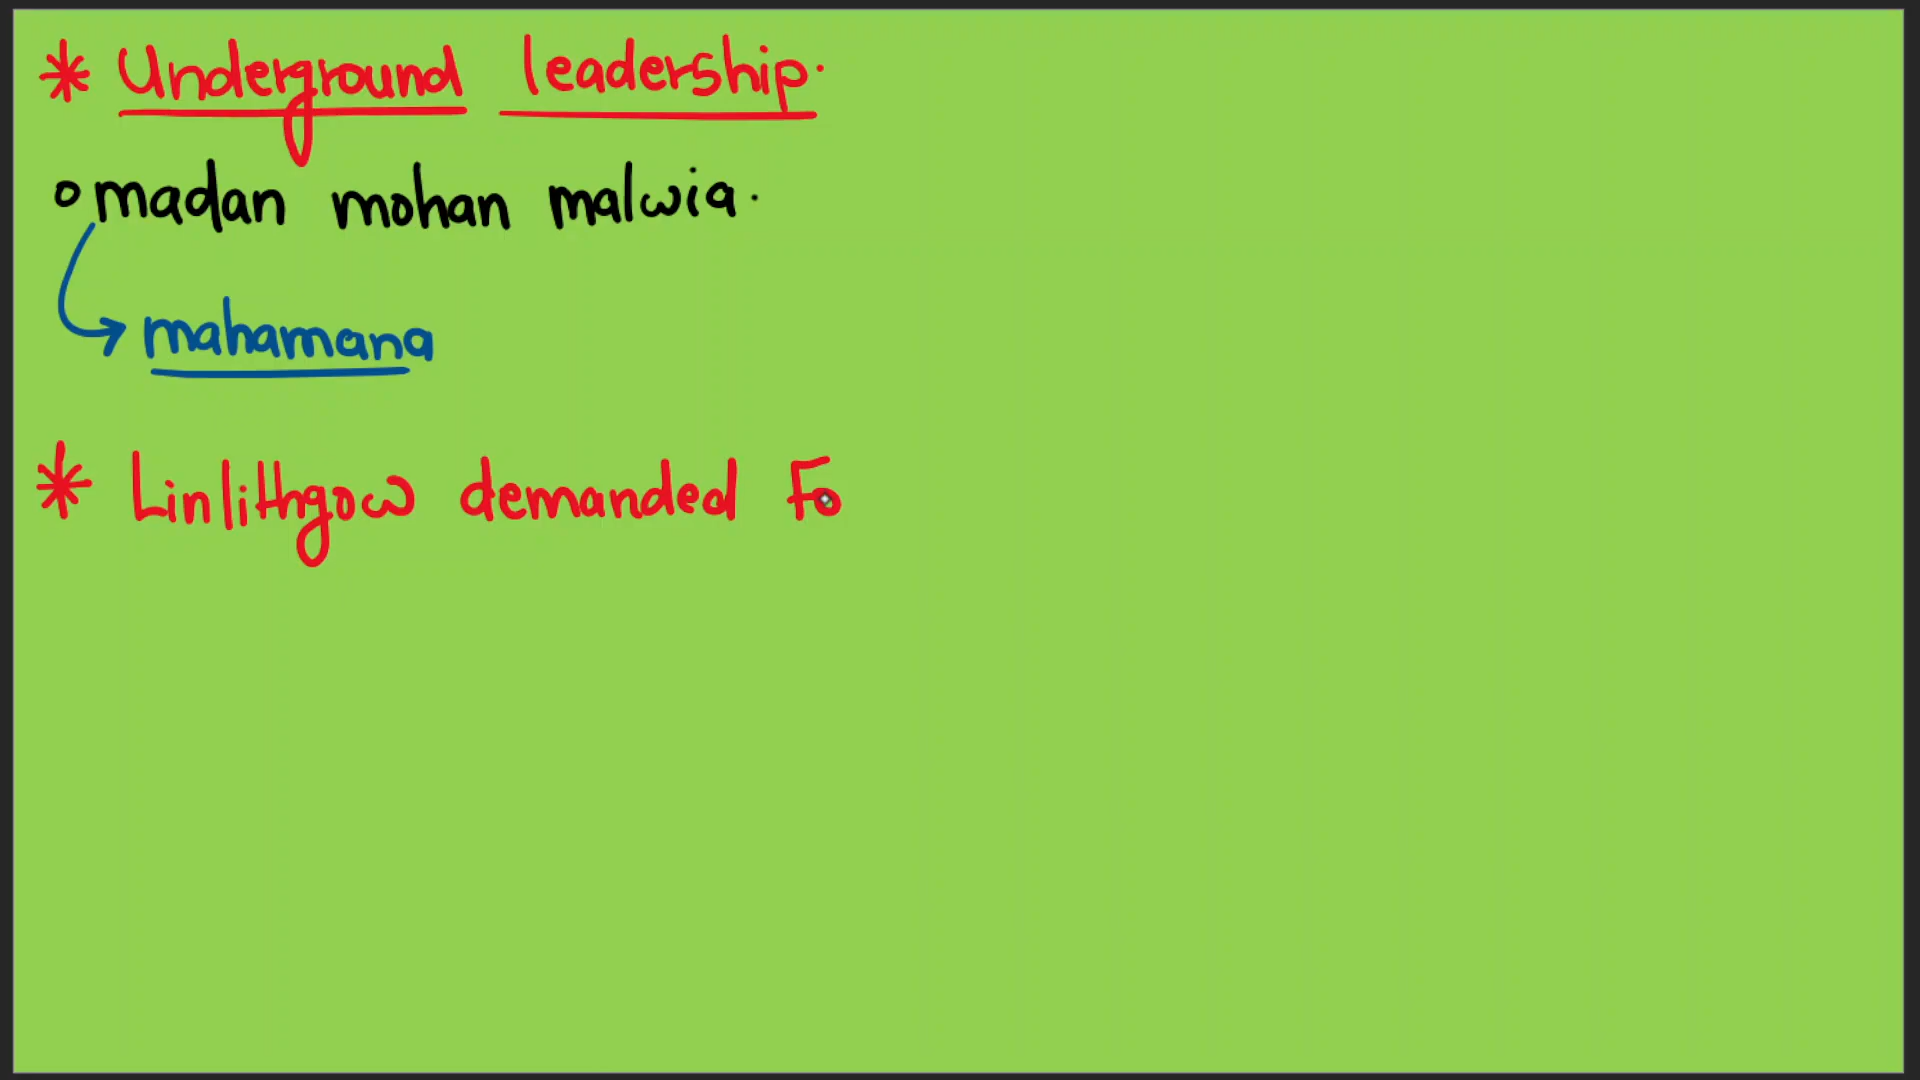 * Underground leadership.
o madan mohan malwia.
→ mahamana
* Linlithgow demanded Fo